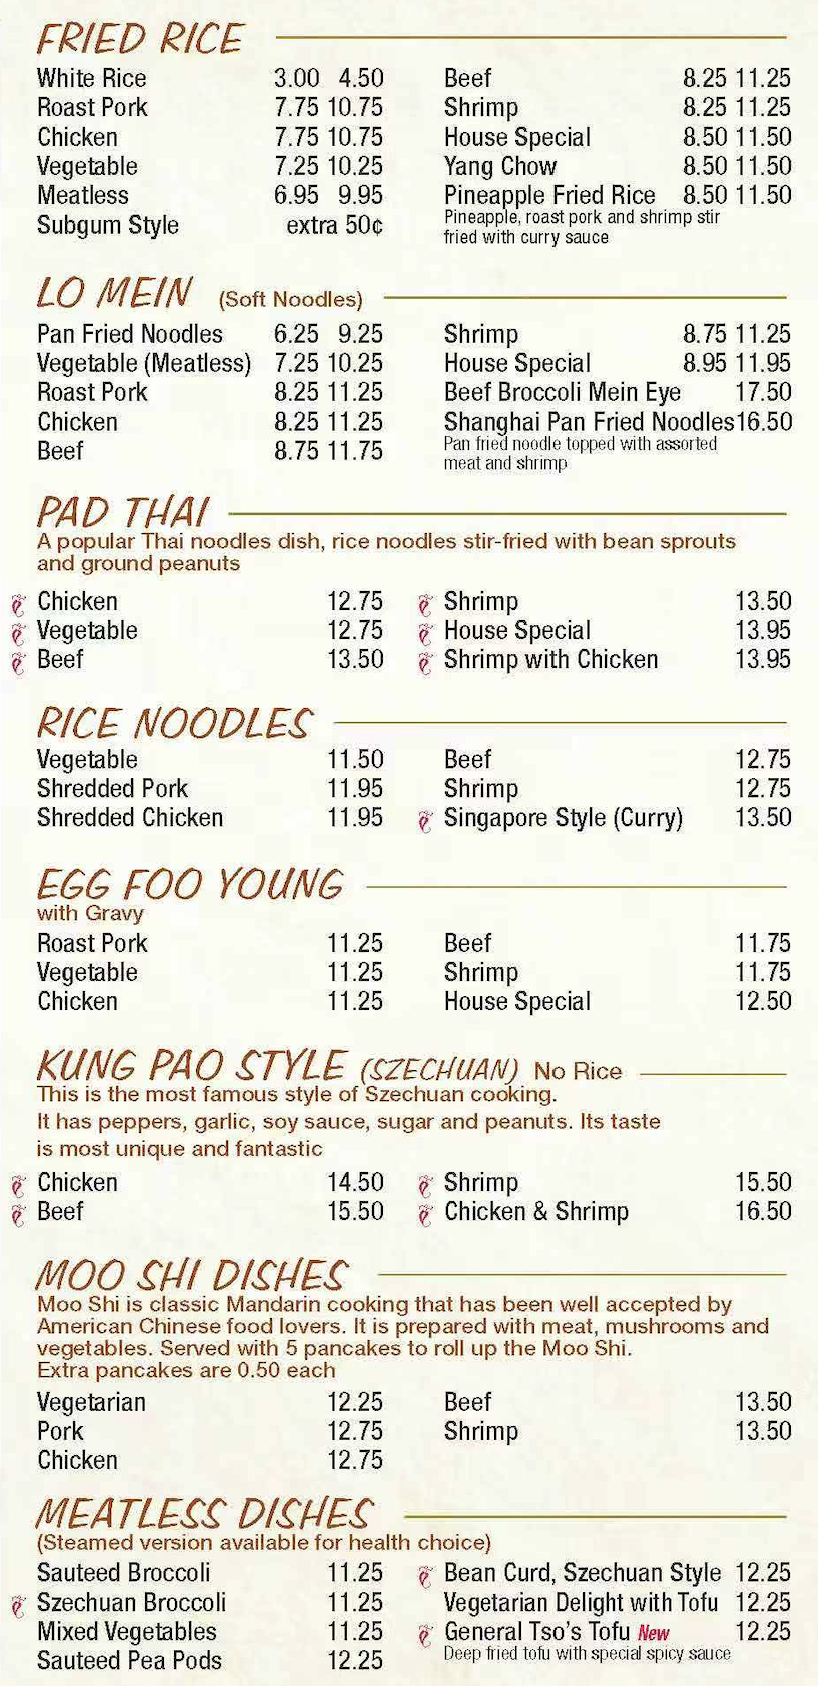 FRIED RICE
White Rice 3.00 4.50
Roast Pork 7.75 10.75
Chicken 7.75 10.75
Vegetable 7.25 10.25
Meatless 6.95 9.95
Subgum Style extra 50¢
Beef 8.25 11.25
Shrimp 8.25 11.25
House Special 8.50 11.50
Yang Chow 8.50 11.50
Pineapple Fried Rice 8.50 11.50
Pineapple, roast pork and shrimp stir
fried with curry sauce
LO MEIN (Soft Noodles)
Pan Fried Noodles 6.25 9.25
Vegetable (Meatless) 7.25 10.25
Roast Pork 8.25 11.25
Chicken 8.25 11.25
Beef 8.75 11.75
Shrimp 8.75 11.25
House Special 8.95 11.95
Beef Broccoli Mein Eye 17.50
Shanghai Pan Fried Noodles 16.50
Pan fried noodle topped with assorted
meat and shrimp
PAD THAI
A popular Thai noodles dish, rice noodles stir-fried with bean sprouts
and ground peanuts
Chicken 12.75
Vegetable 12.75
Beef 13.50
Shrimp 13.50
House Special 13.95
Shrimp with Chicken 13.95
RICE NOODLES
Vegetable 11.50
Shredded Pork 11.95
Shredded Chicken 11.95
Beef 12.75
Shrimp 12.75
Singapore Style (Curry) 13.50
EGG FOO YOUNG
with Gravy
Roast Pork 11.25
Vegetable 11.25
Chicken 11.25
Beef 11.75
Shrimp 11.75
House Special 12.50
KUNG PAO STYLE (SZECHUAN) No Rice
This is the most famous style of Szechuan cooking.
It has peppers, garlic, soy sauce, sugar and peanuts. Its taste
is most unique and fantastic
Chicken 14.50
Beef 15.50
Shrimp 15.50
Chicken & Shrimp 16.50
MOO SHI DISHES
Moo Shi is classic Mandarin cooking that has been well accepted by
American Chinese food lovers. It is prepared with meat, mushrooms and
vegetables. Served with 5 pancakes to roll up the Moo Shi.
Extra pancakes are 0.50 each
Vegetarian 12.25
Pork 12.75
Chicken 12.75
Beef 13.50
Shrimp 13.50
MEATLESS DISHES
(Steamed version available for health choice)
Sauteed Broccoli 11.25
Szechuan Broccoli 11.25
Mixed Vegetables 11.25
Sauteed Pea Pods 12.25
Bean Curd, Szechuan Style 12.25
Vegetarian Delight with Tofu 12.25
General Tso's Tofu New 12.25
Deep fried tofu with special spicy sauce